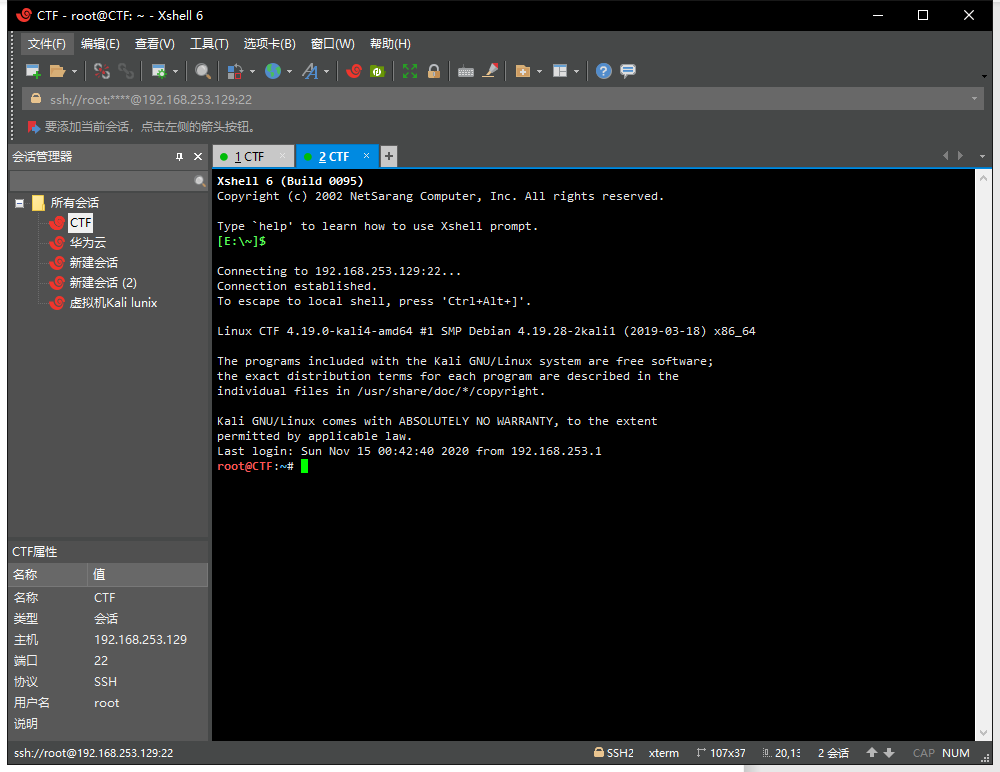 CTF - root@CTF: ~ - Xshell 6
文件(F) 编辑(E) 查看(V) 工具(T) 选项卡(B) 窗口(W) 帮助(H)
ssh://root:****@192.168.253.129:22
要添加当前会话，点击左侧的箭头按钮。
会话管理器
1 CTF 2 CTF
所有会话
CTF
华为云
新建会话
新建会话 (2)
虚拟机Kali lunix
Xshell 6 (Build 0095)
Copyright (c) 2002 NetSarang Computer, Inc. All rights reserved.
Type `help' to learn how to use Xshell prompt.
[E:\~]$
Connecting to 192.168.253.129:22...
Connection established.
To escape to local shell, press 'Ctrl+Alt+]'.
Linux CTF 4.19.0-kali4-amd64 #1 SMP Debian 4.19.28-2kali1 (2019-03-18) x86_64
The programs included with the Kali GNU/Linux system are free software;
the exact distribution terms for each program are described in the
individual files in /usr/share/doc/*/copyright.
Kali GNU/Linux comes with ABSOLUTELY NO WARRANTY, to the extent
permitted by applicable law.
Last login: Sun Nov 15 00:42:40 2020 from 192.168.253.1
root@CTF:~#
CTF属性
名称 值
名称 CTF
类型 会话
主机 192.168.253.129
端口 22
协议 SSH
用户名 root
说明
ssh://root@192.168.253.129:22 SSH2 xterm 107x37 20,13 2 会话 CAP NUM